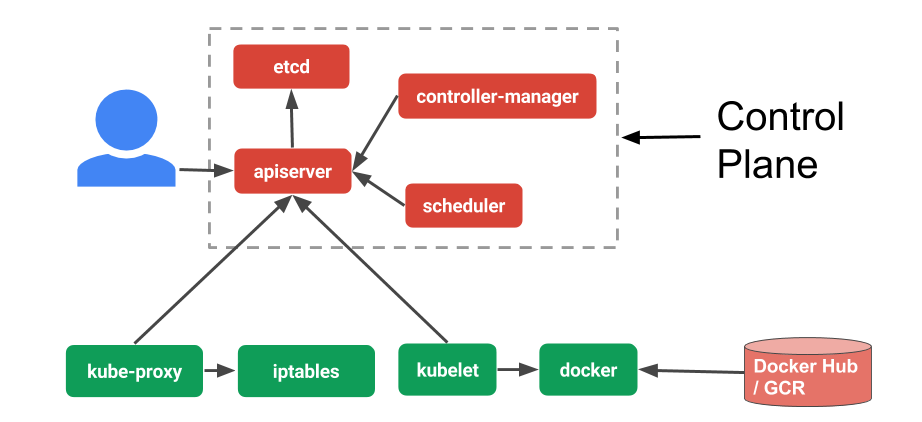 etcd
controller-manager
Control
Plane
apiserver
scheduler
kube-proxy
iptables
kubelet
docker
Docker Hub
/ GCR